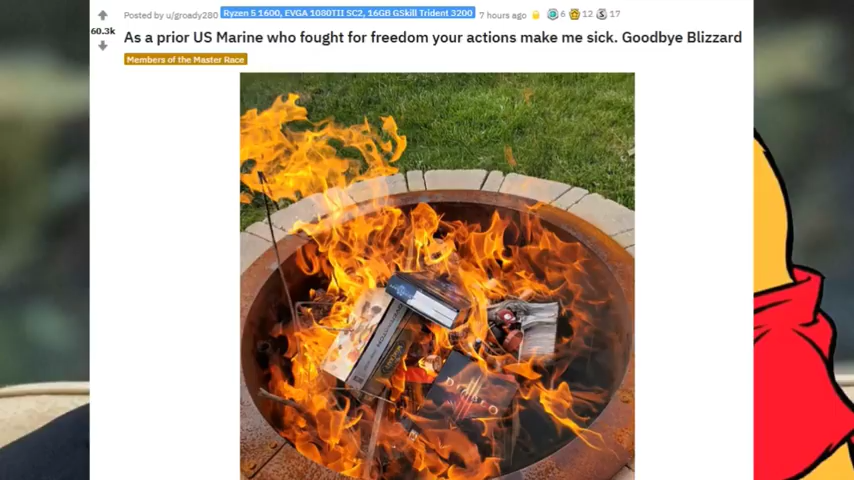 Posted by u/groady280 Ryzen 5 1600, EVGA 1080TII SC2, 16GB GSkill Trident 3200 7 hours ago 6 12 17
60.3k
As a prior US Marine who fought for freedom your actions make me sick. Goodbye Blizzard
Members of the Master Race
DIABLO